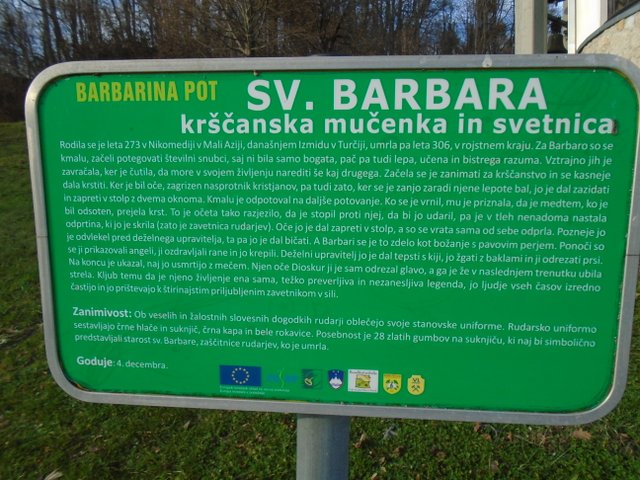 BARBARINA POT
SV. BARBARA
krščanska mučenka in svetnica
Rodila se je leta 273 v Nikomediji v Mali Aziji, današnjem Izmidu v Turčiji, umrla pa leta 306, v rojstnem kraju. Za Barbaro so se
kmalu, začeli potegovati številni snubci, saj ni bila samo bogata, pač pa tudi lepa, učena in bistrega razuma. Vztrajno jih je
zavračala, ker je čutila, da more v svojem življenju narediti še kaj drugega. Začela se je zanimati za krščanstvo in se kasneje
dala krstiti. Ker je bil oče, zagrizen nasprotnik kristjanov, pa tudi zato, ker se je zanjo zaradi njene lepote bal, jo je dal zazidati
in zapreti v stolp z dvema oknoma. Kmalu je odpotoval na daljše potovanje. Ko se je vrnil, mu je priznala, da je medtem, ko je
bil odsoten, prejela krst. To je očeta tako razjezilo, da je stopil proti njej, da bi jo udaril, pa je v tleh nenadoma nastala
odprtina, ki jo je skrila (zato je zavetnica rudarjev). Oče jo je dal zapreti v stolp, a so se vrata sama od sebe odprla. Pozneje jo
je odvlekel pred deželnega upravitelja, ta pa jo je dal bičati. A Barbari se je to zdelo kot božanje s pavovim perjem. Ponoči so
se ji prikazovali angeli, ji ozdravljali rane in jo krepili. Deželni upravitelj jo je dal tepsti s kiji, jo žgati z baklami in ji odrezati prsi.
Na koncu je ukazal, naj jo usmrtijo z mečem. Njen oče Dioskur ji je sam odrezal glavo, a ga je že v naslednjem trenutku ubila
strela. Kljub temu da je njeno življenje ena sama, težko preverljiva in nezanesljiva legenda, jo ljudje vseh časov izredno
častijo in jo prištevajo k štirinajstim priljubljenim zavetnikom v sili.
Zanimivost: Ob veselih in žalostnih slovesnih dogodkih rudarji oblečejo svoje stanovske uniforme. Rudarsko uniformo
sestavljajo črne hlače in suknjič, črna kapa in bele rokavice. Posebnost je 28 zlatih gumbov na suknjiču, ki naj bi simbolično
predstavljali starost sv. Barbare, zaščitnice rudarjev, ko je umrla.
Goduje: 4. decembra.